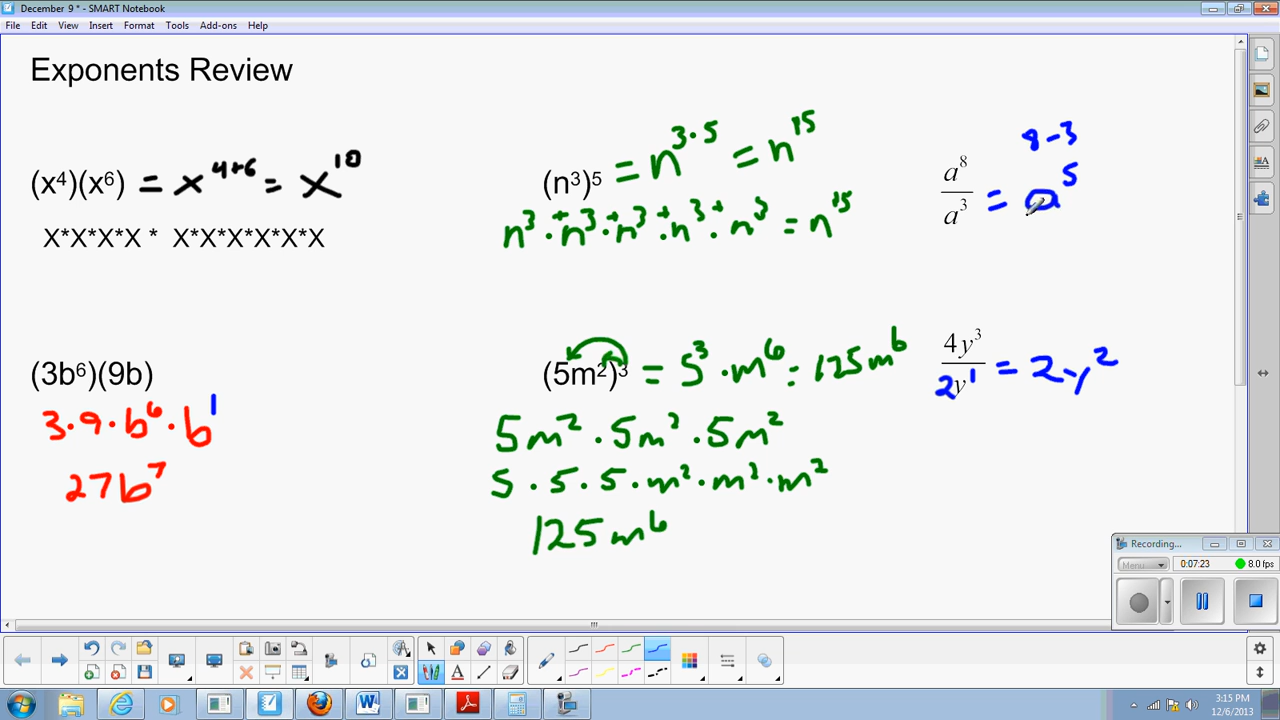 December 9 * - SMART Notebook
File Edit View Insert Format Tools Add-ons Help
Exponents Review
(x⁴)(x⁶) = x⁴⁺⁶ = x¹⁰
X*X*X*X * X*X*X*X*X*X
(n³)⁵ = n³·⁵ = n¹⁵
n³ · n³ · n³ · n³ · n³ = n¹⁵
+ + + +
8-3
a⁸/a³ = a⁵
(3b⁶)(9b)
3·9·b⁶·b¹
27b⁷
(5m²)³ = 5³ · m⁶ = 125m⁶
5m² · 5m² · 5m²
5 · 5 · 5 · m² · m² · m²
125m⁶
4y³/2y¹ = 2y²
Recording...
Menu 0:07:23 8.0 fps
3:15 PM
12/6/2013